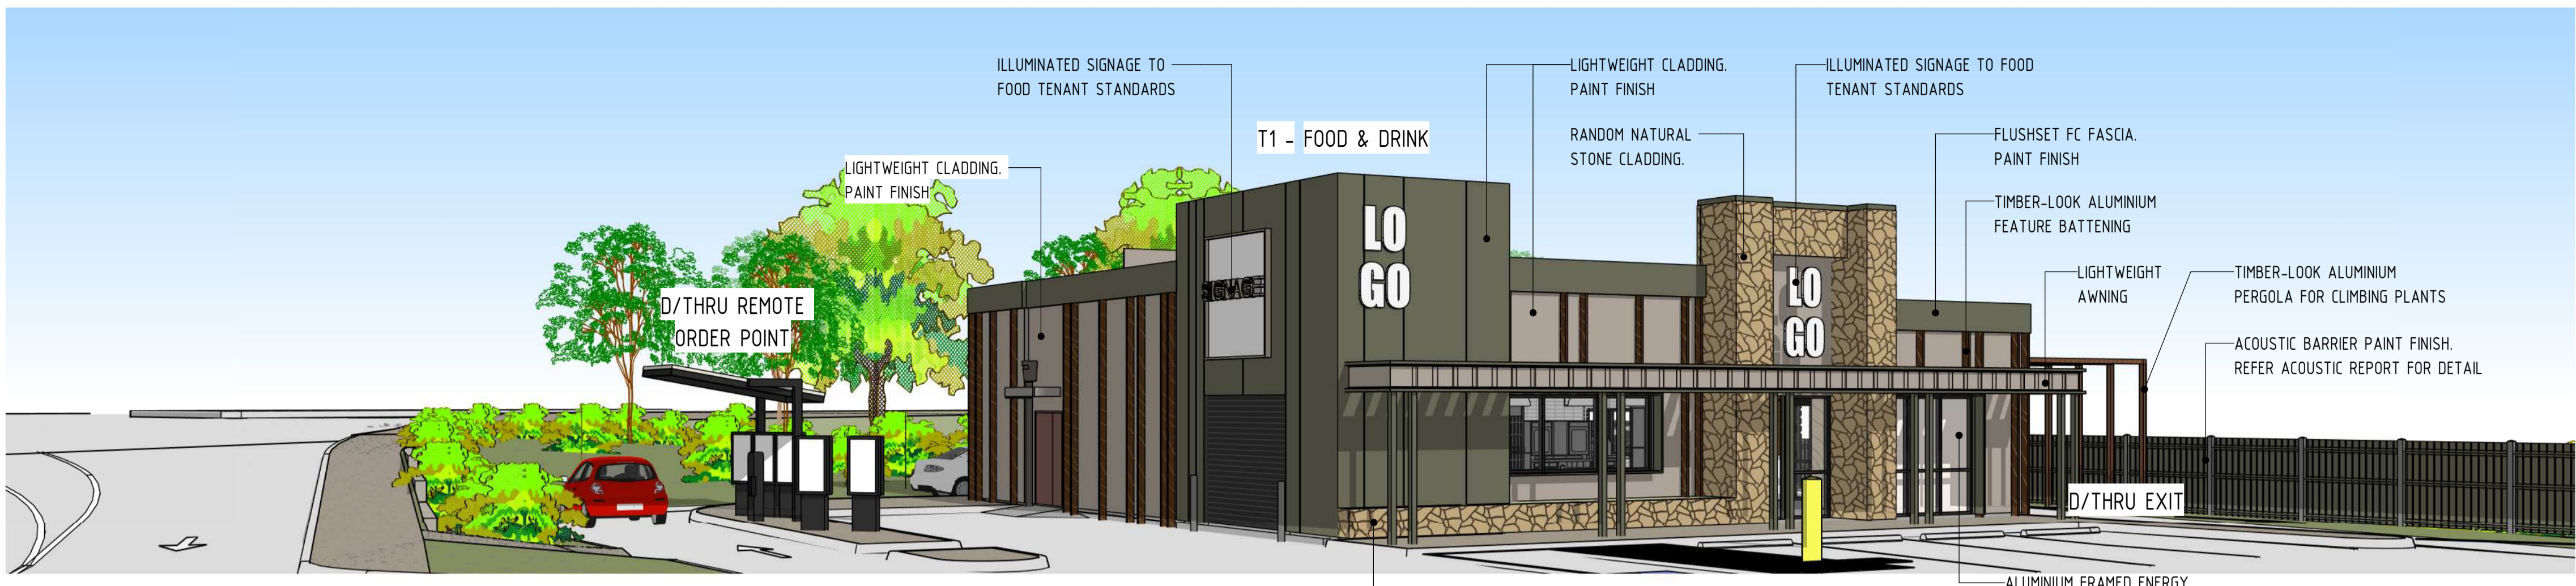 ILLUMINATED SIGNAGE TO
FOOD TENANT STANDARDS
LIGHTWEIGHT CLADDING.
PAINT FINISH
ILLUMINATED SIGNAGE TO FOOD
TENANT STANDARDS
T1 - FOOD & DRINK
RANDOM NATURAL
STONE CLADDING.
FLUSHSET FC FASCIA.
PAINT FINISH
LIGHTWEIGHT CLADDING.
PAINT FINISH
TIMBER-LOOK ALUMINIUM
FEATURE BATTENING
LO
GO
SIGNAGE
LO
GO
LIGHTWEIGHT
AWNING
TIMBER-LOOK ALUMINIUM
PERGOLA FOR CLIMBING PLANTS
D/THRU REMOTE
ORDER POINT
ACOUSTIC BARRIER PAINT FINISH.
REFER ACOUSTIC REPORT FOR DETAIL
D/THRU EXIT
ALUMINIUM FRAMED ENERGY